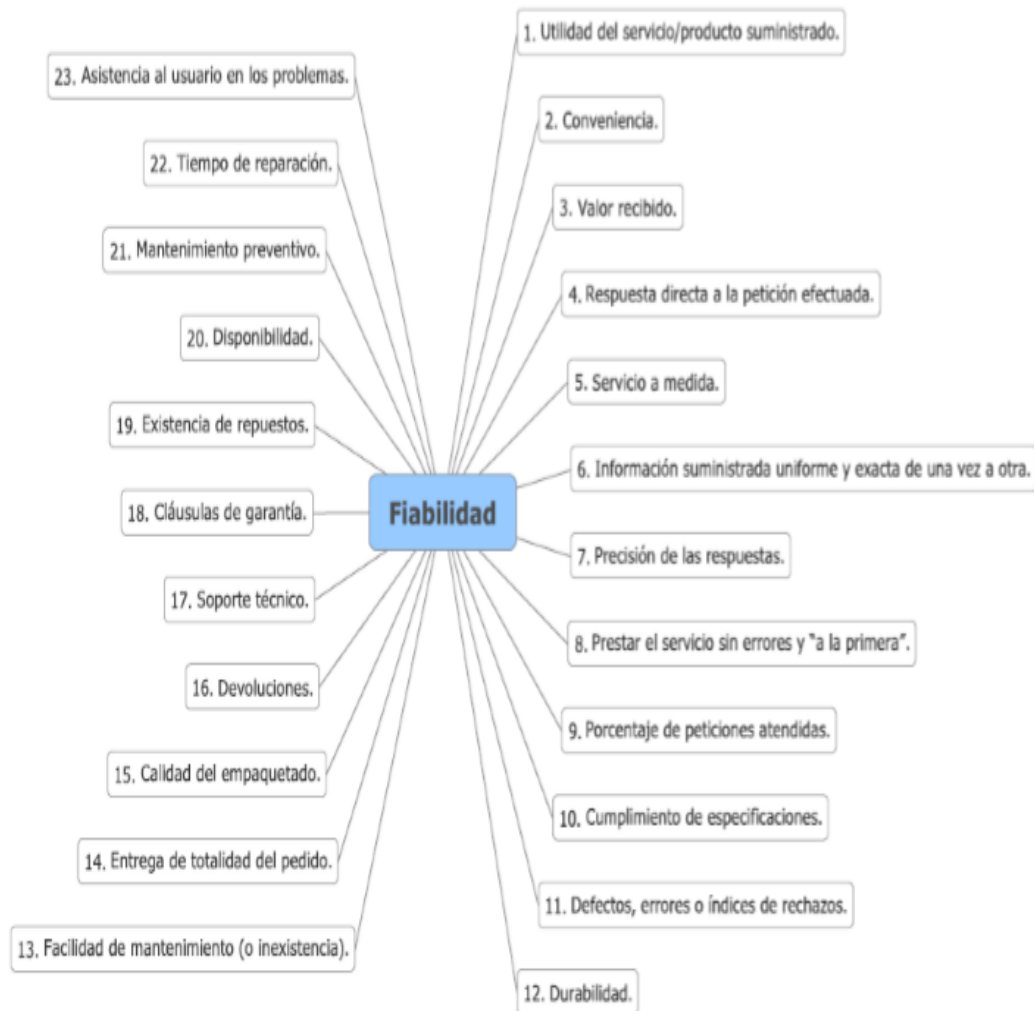 1. Utilidad del servicio/producto suministrado.
2. Conveniencia.
3. Valor recibido.
4. Respuesta directa a la petición efectuada.
5. Servicio a medida.
6. Información suministrada uniforme y exacta de una vez a otra.
7. Precisión de las respuestas.
8. Prestar el servicio sin errores y “a la primera”.
9. Porcentaje de peticiones atendidas.
10. Cumplimiento de especificaciones.
11. Defectos, errores o índices de rechazos.
12. Durabilidad.
13. Facilidad de mantenimiento (o inexistencia).
14. Entrega de totalidad del pedido.
15. Calidad del empaquetado.
16. Devoluciones.
17. Soporte técnico.
18. Cláusulas de garantía.
19. Existencia de repuestos.
20. Disponibilidad.
21. Mantenimiento preventivo.
22. Tiempo de reparación.
23. Asistencia al usuario en los problemas.
Fiabilidad